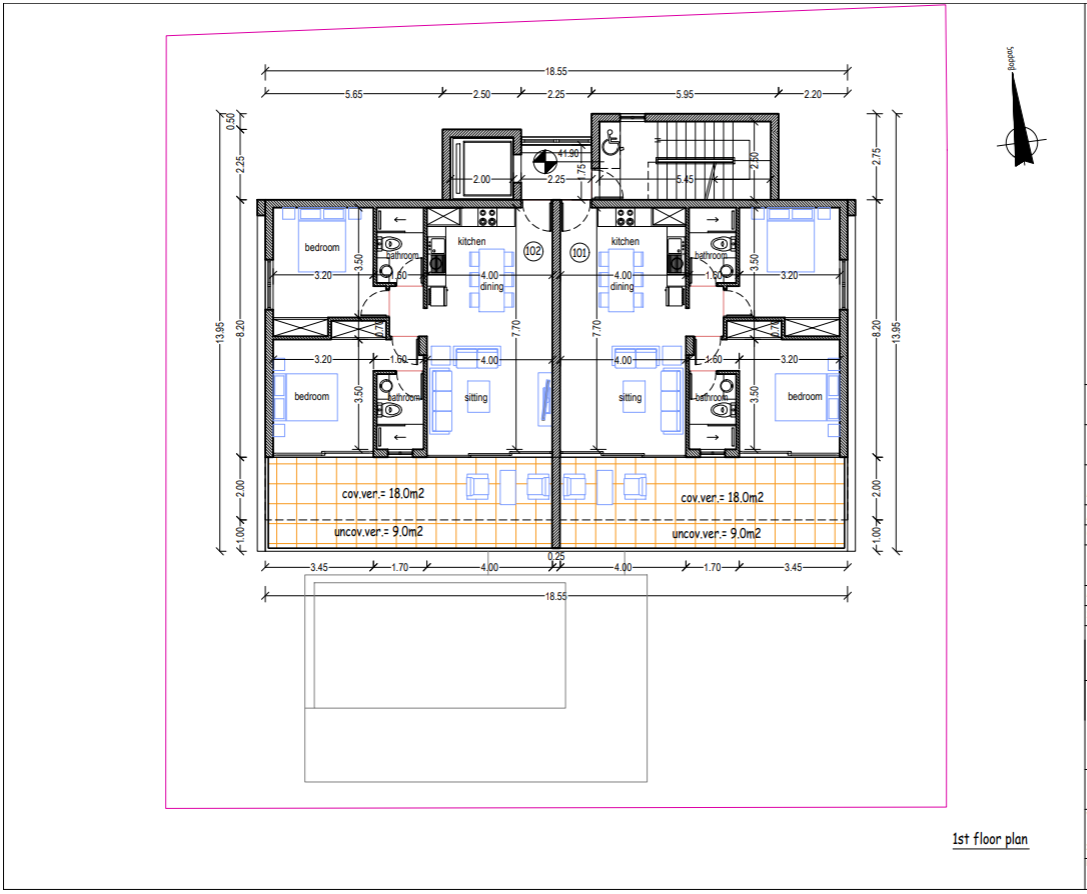 18.55
5.65 2.50 2.25 5.95 2.20
βορρας
0.50
2.25
8.20
13.95
2.00
1.00
2.75
8.20
13.95
2.00
1.00
41.90
1.75
2.50
2.00 2.25 5.45
bedroom
bathroom
kitchen
102
101
kitchen
bathroom
3.50
3.20 1.60 4.00
dining
4.00 1.60 3.20
dining
3.50
0.70
7.70
7.70
0.70
3.20 1.60 4.00
4.00 1.60 3.20
3.50
3.50
bedroom
bathroom
sitting
sitting
bathroom
bedroom
cov.ver.= 18.0m2
cov.ver.= 18.0m2
uncov.ver.= 9.0m2
uncov.ver.= 9.0m2
0.25
3.45 1.70 4.00 4.00 1.70 3.45
18.55
1st floor plan